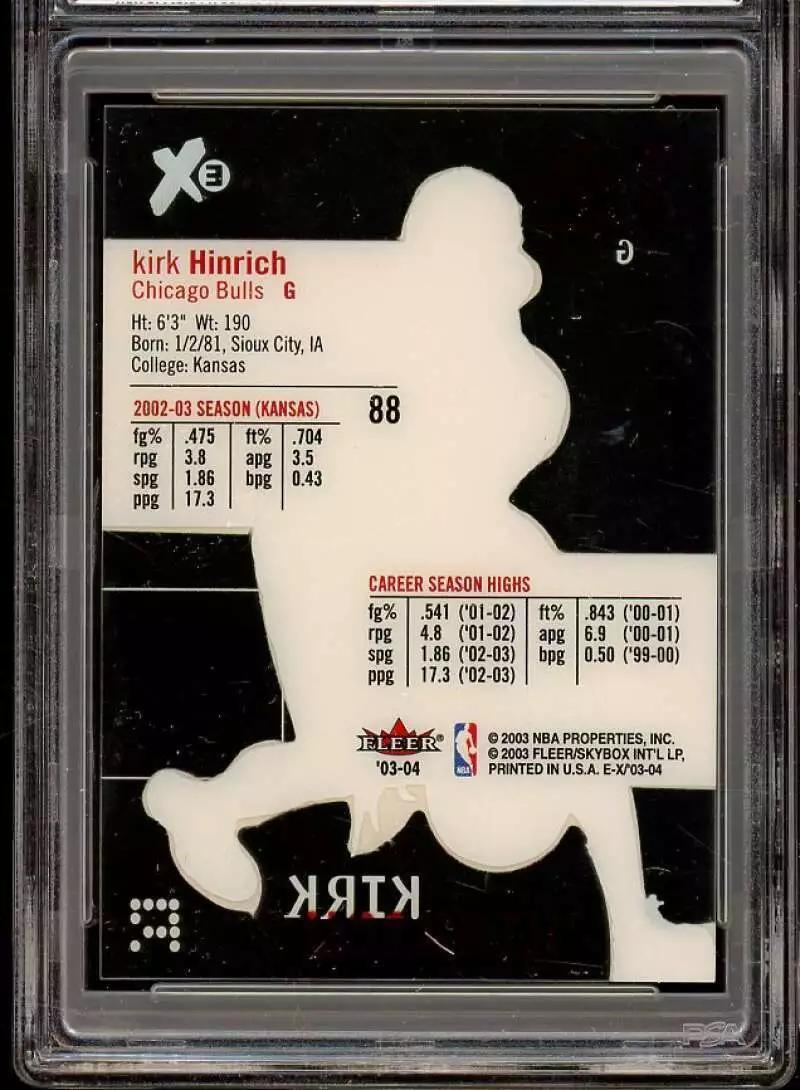 XE
kirk Hinrich
Chicago Bulls G
G
Ht: 6'3" Wt: 190
Born: 1/2/81, Sioux City, IA
College: Kansas
2002-03 SEASON (KANSAS)
88
fg% .475 ft% .704
rpg 3.8 apg 3.5
spg 1.86 bpg 0.43
ppg 17.3
CAREER SEASON HIGHS
fg% .541 ('01-02) ft% .843 ('00-01)
rpg 4.8 ('01-02) apg 6.9 ('00-01)
spg 1.86 ('02-03) bpg 0.50 ('99-00)
ppg 17.3 ('02-03)
FLEER®
'03-04
NBA
© 2003 NBA PROPERTIES, INC.
© 2003 FLEER/SKYBOX INT'L LP,
PRINTED IN U.S.A. E-X/'03-04
KIRK
PSA